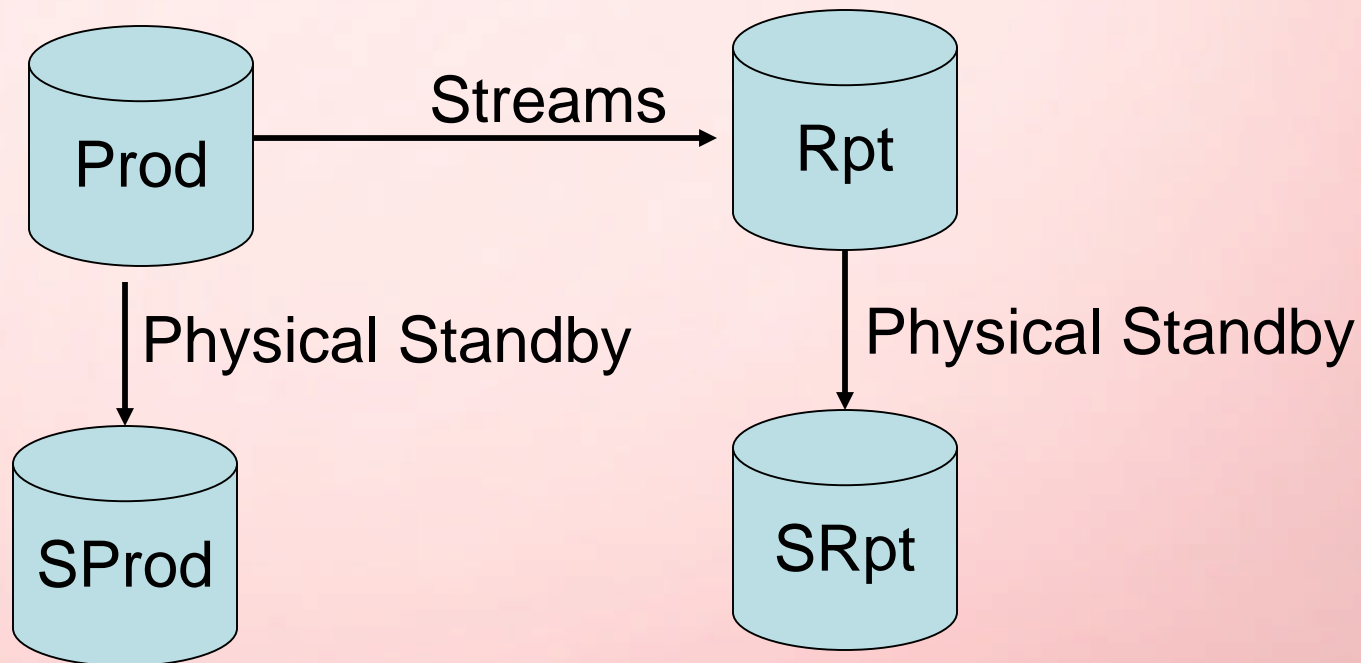 Streams
Prod
Rpt
Physical Standby
Physical Standby
SProd
SRpt